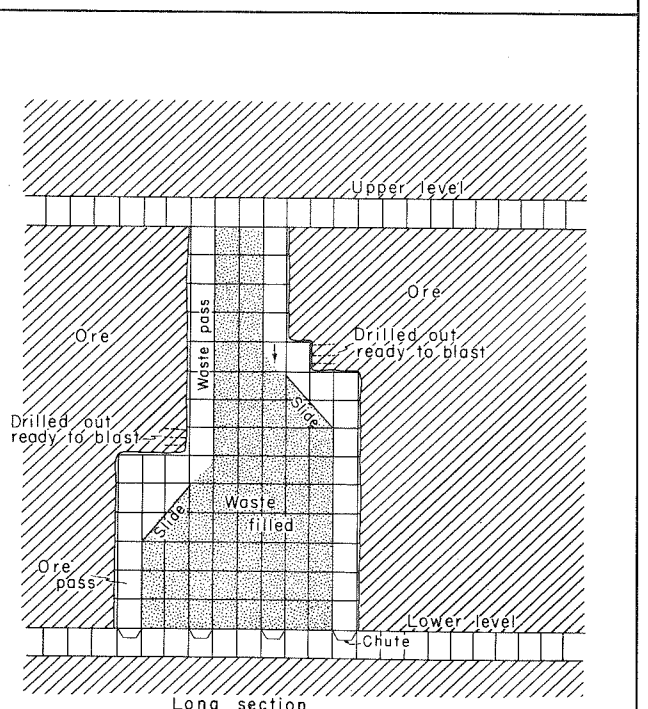 Upper level
Ore
Waste pass
Ore
Drilled out
ready to blast
Slide
Drilled out
ready to blast
Slide
Waste
filled
Ore
pass
Lower level
Chute
Long section